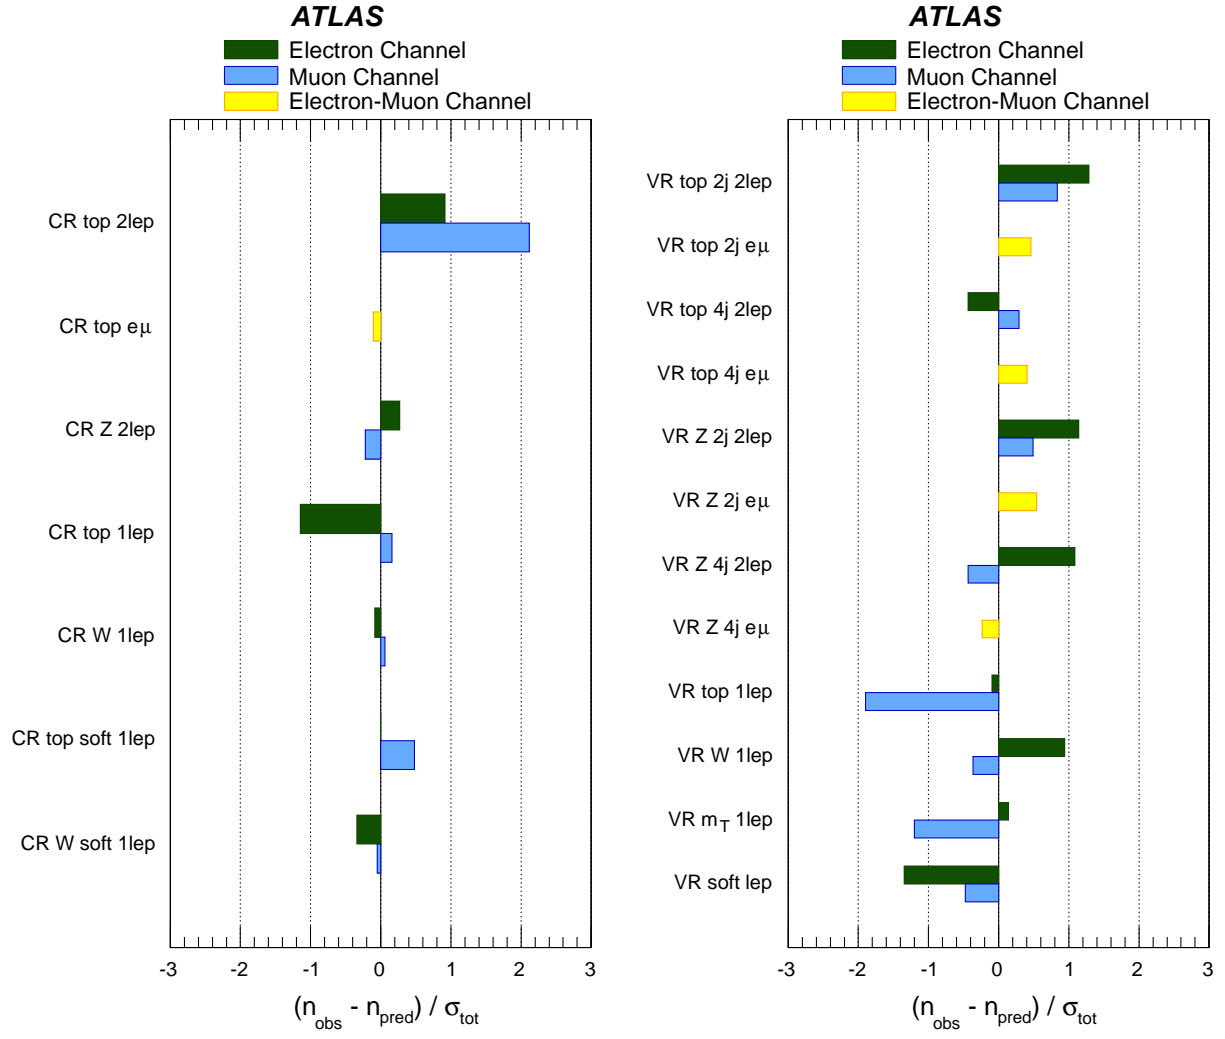 ATLAS
Electron Channel
Muon Channel
Electron-Muon Channel
CR top 2lep
CR top eμ
CR Z 2lep
CR top 1lep
CR W 1lep
CR top soft 1lep
CR W soft 1lep
-3 -2 -1 0 1 2 3
(n_obs - n_pred) / σ_tot
ATLAS
Electron Channel
Muon Channel
Electron-Muon Channel
VR top 2j 2lep
VR top 2j eμ
VR top 4j 2lep
VR top 4j eμ
VR Z 2j 2lep
VR Z 2j eμ
VR Z 4j 2lep
VR Z 4j eμ
VR top 1lep
VR W 1lep
VR m_T 1lep
VR soft lep
-3 -2 -1 0 1 2 3
(n_obs - n_pred) / σ_tot